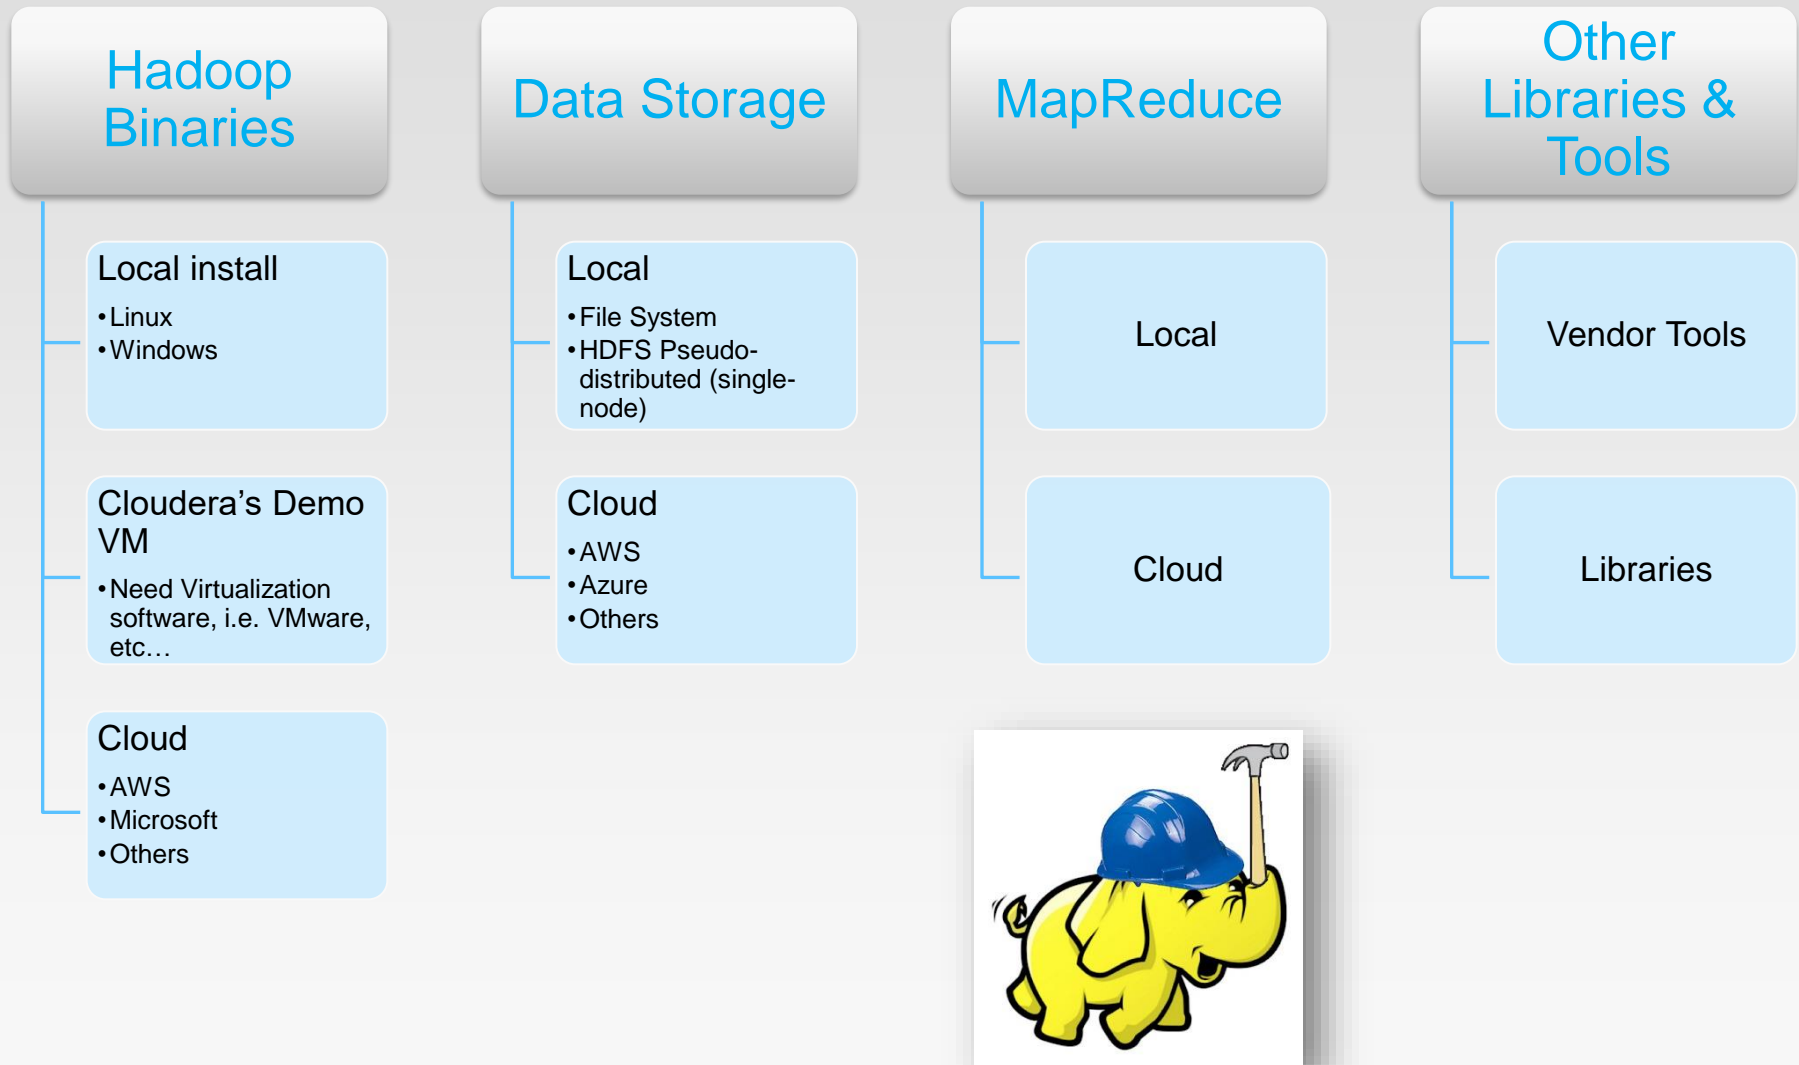 Hadoop
Binaries
Local install
•Linux
•Windows
Cloudera’s Demo
VM
•Need Virtualization
software, i.e. VMware,
etc…
Cloud
•AWS
•Microsoft
•Others
Data Storage
Local
•File System
•HDFS Pseudo-
distributed (single-
node)
Cloud
•AWS
•Azure
•Others
MapReduce
Local
Cloud
Other
Libraries &
Tools
Vendor Tools
Libraries